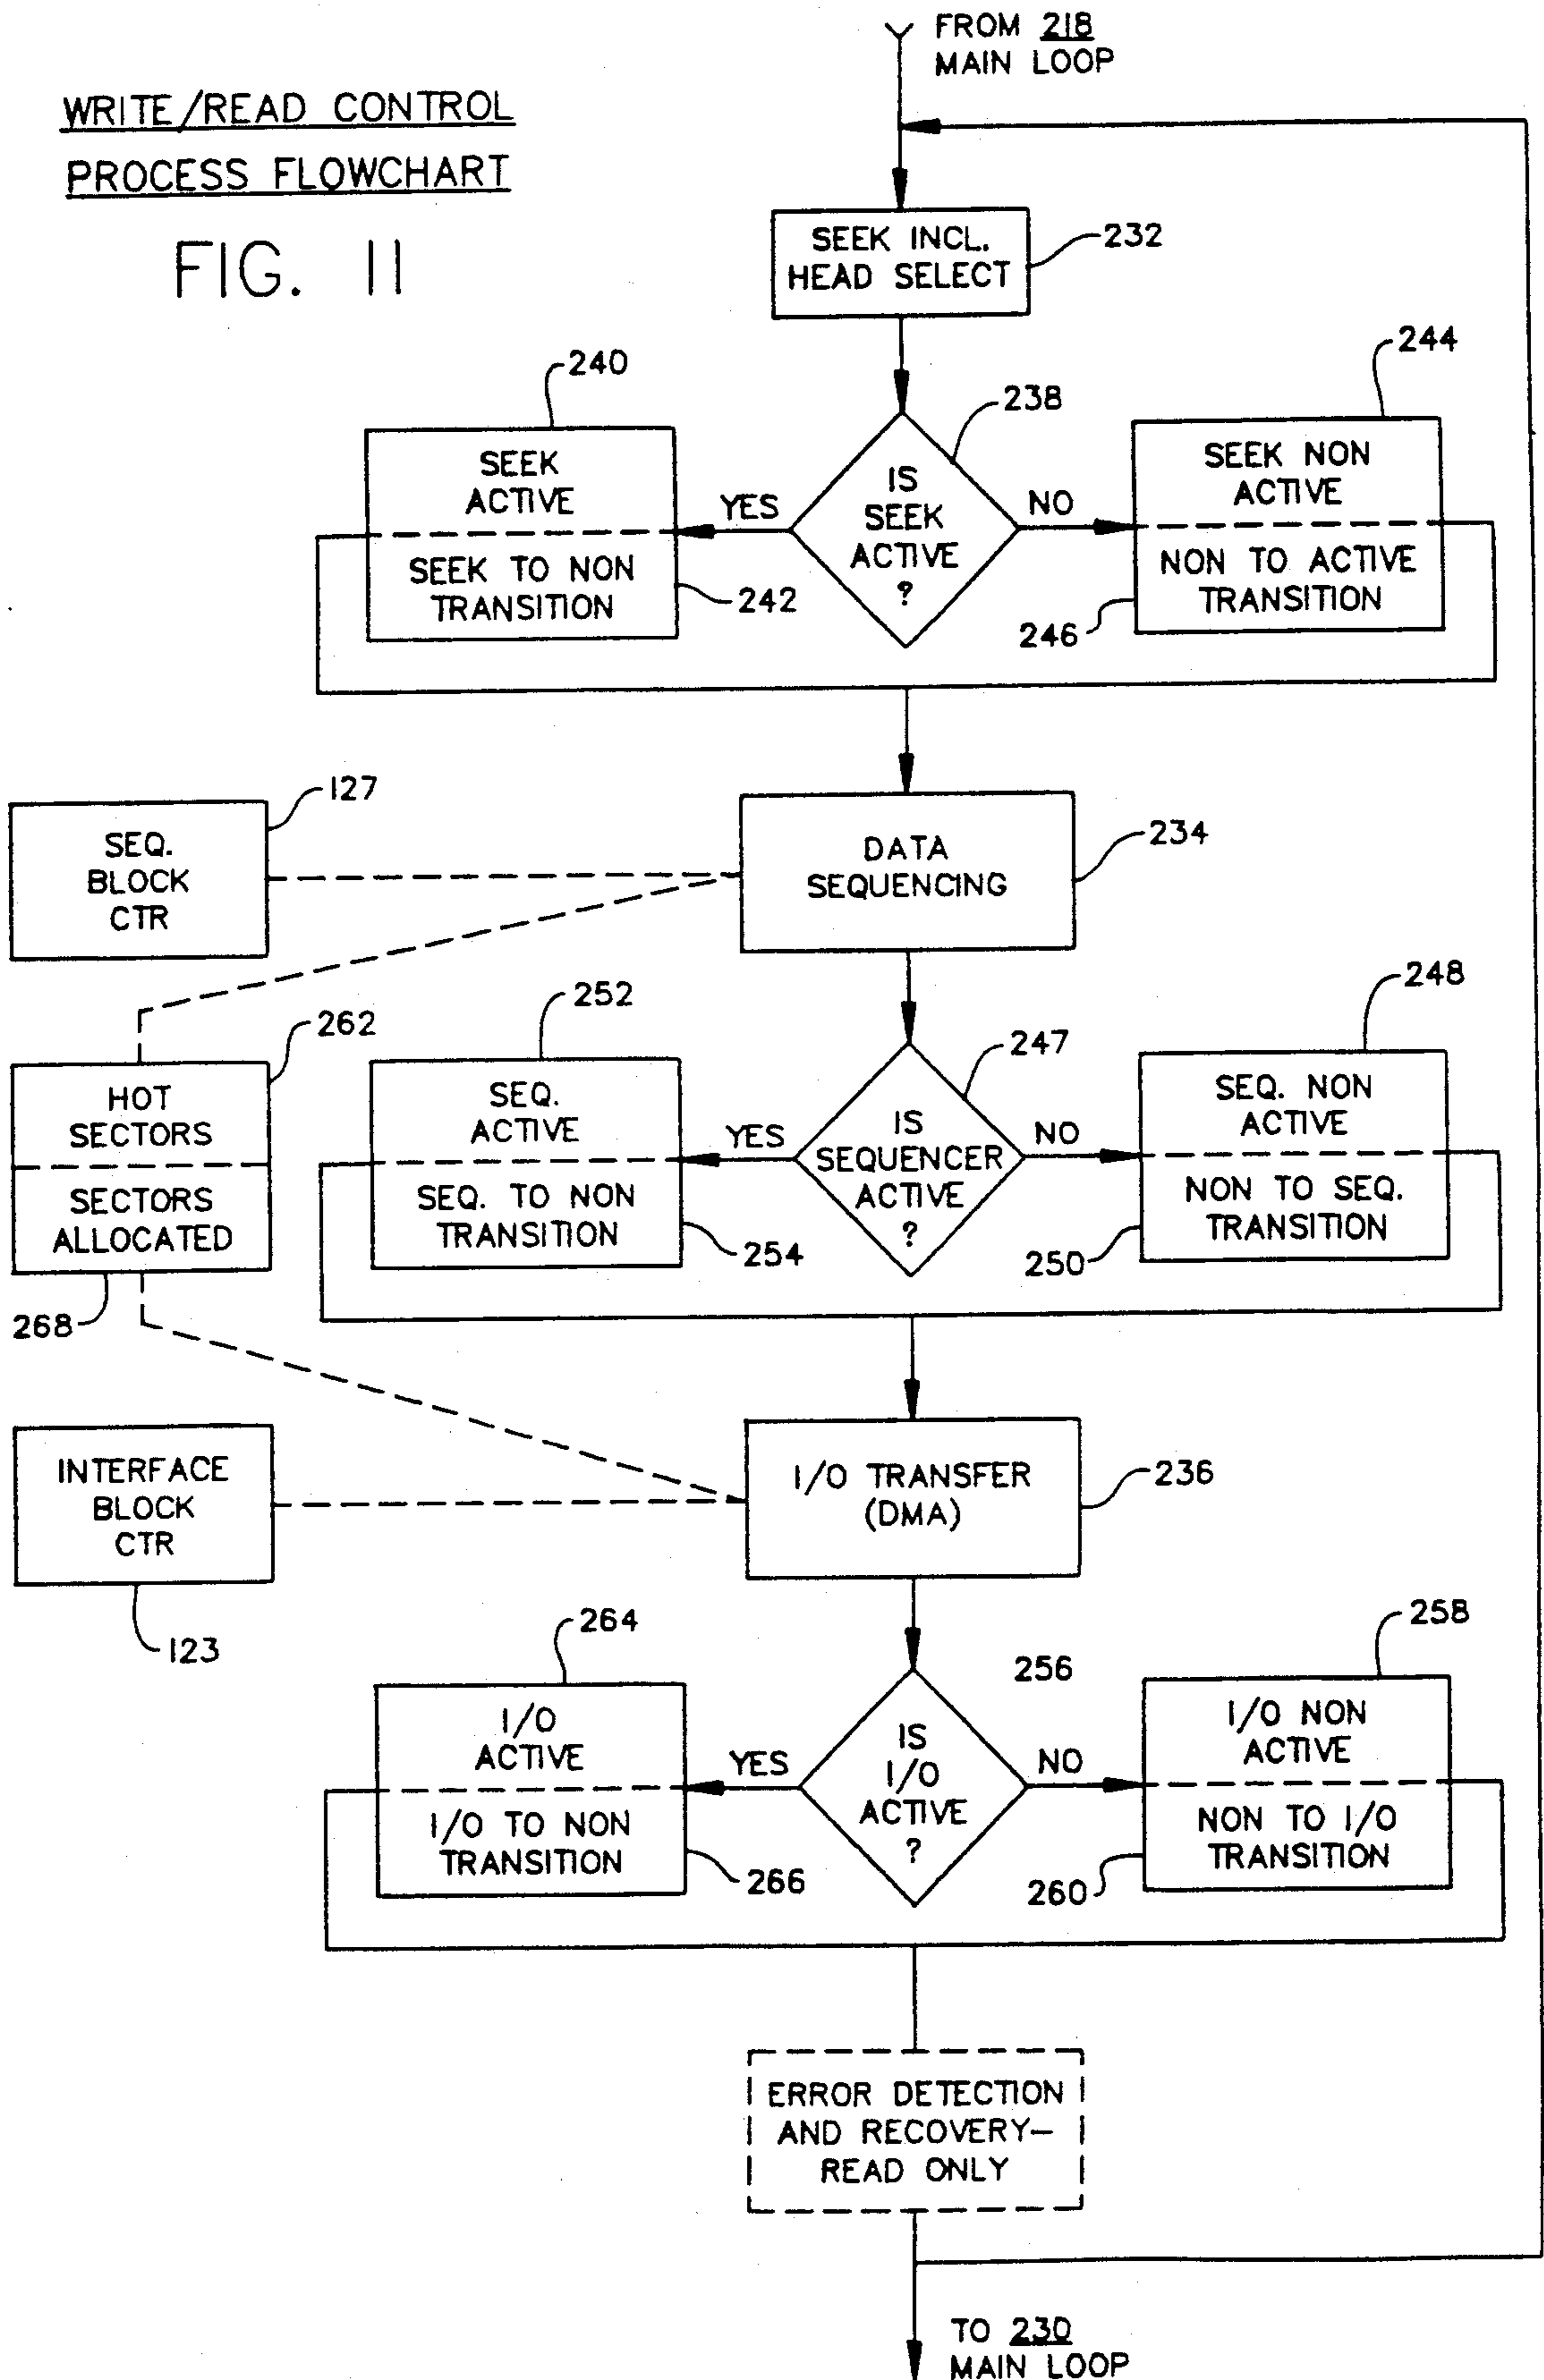 FROM 218
MAIN LOOP
WRITE/READ CONTROL
PROCESS FLOWCHART
FIG. 11
SEEK INCL.
HEAD SELECT
232
240
244
238
SEEK
ACTIVE
SEEK TO NON
TRANSITION
242
YES
IS
SEEK
ACTIVE
?
NO
SEEK NON
ACTIVE
NON TO ACTIVE
TRANSITION
246
127
SEQ.
BLOCK
CTR
DATA
SEQUENCING
234
252
248
262
247
HOT
SECTORS
SECTORS
ALLOCATED
268
SEQ.
ACTIVE
SEQ. TO NON
TRANSITION
254
YES
IS
SEQUENCER
ACTIVE
?
NO
SEQ. NON
ACTIVE
NON TO SEQ.
TRANSITION
250
INTERFACE
BLOCK
CTR
123
I/O TRANSFER
(DMA)
236
264
258
256
I/O
ACTIVE
I/O TO NON
TRANSITION
266
YES
IS
I/O
ACTIVE
?
NO
I/O NON
ACTIVE
NON TO I/O
TRANSITION
260
ERROR DETECTION
AND RECOVERY-
READ ONLY
TO 230
MAIN LOOP